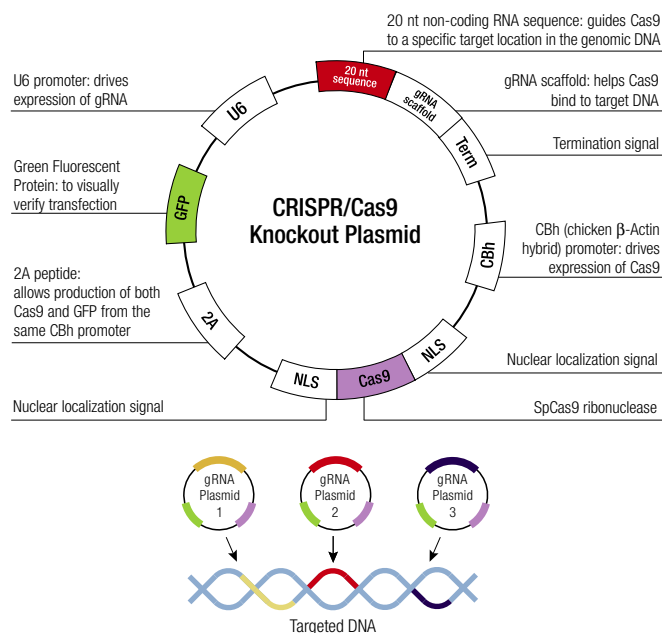 20 nt non-coding RNA sequence: guides Cas9
to a specific target location in the genomic DNA
U6 promoter: drives
expression of gRNA
U6
20 nt
sequence
gRNA
scaffold
Term
gRNA scaffold: helps Cas9
bind to target DNA
Termination signal
Green Fluorescent
Protein: to visually
verify transfection
GFP
CRISPR/Cas9
Knockout Plasmid
CBh
CBh (chicken β-Actin
hybrid) promoter: drives
expression of Cas9
2A peptide:
allows production of both
Cas9 and GFP from the
same CBh promoter
2A
NLS
Cas9
NLS
Nuclear localization signal
Nuclear localization signal
SpCas9 ribonuclease
gRNA
Plasmid
1
gRNA
Plasmid
2
gRNA
Plasmid
3
Targeted DNA